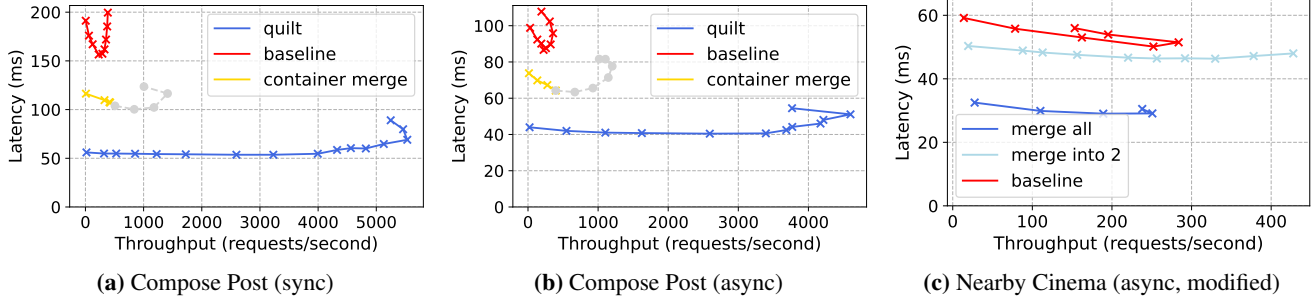 200
150
100
50
0
Latency (ms)
quilt
baseline
container merge
0 1000 2000 3000 4000 5000
Throughput (requests/second)
(a) Compose Post (sync)
100
80
60
40
20
0
Latency (ms)
quilt
baseline
container merge
0 1000 2000 3000 4000
Throughput (requests/second)
(b) Compose Post (async)
60
40
20
0
Latency (ms)
merge all
merge into 2
baseline
0 100 200 300 400
Throughput (requests/second)
(c) Nearby Cinema (async, modified)